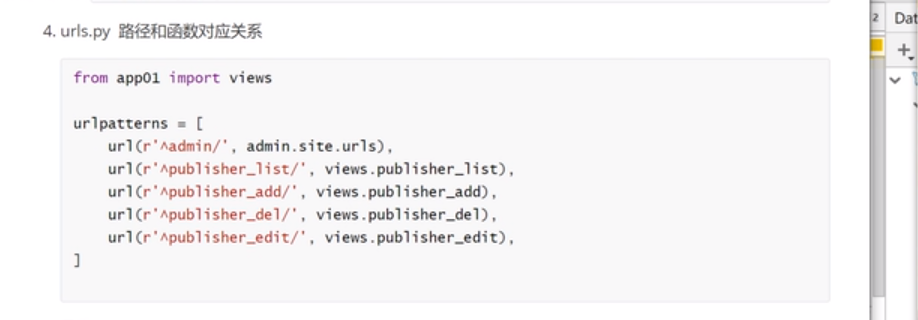 4. urls.py 路径和函数对应关系
from app01 import views
urlpatterns = [
    url(r'^admin/', admin.site.urls),
    url(r'^publisher_list/', views.publisher_list),
    url(r'^publisher_add/', views.publisher_add),
    url(r'^publisher_del/', views.publisher_del),
    url(r'^publisher_edit/', views.publisher_edit),
]
2
Dat